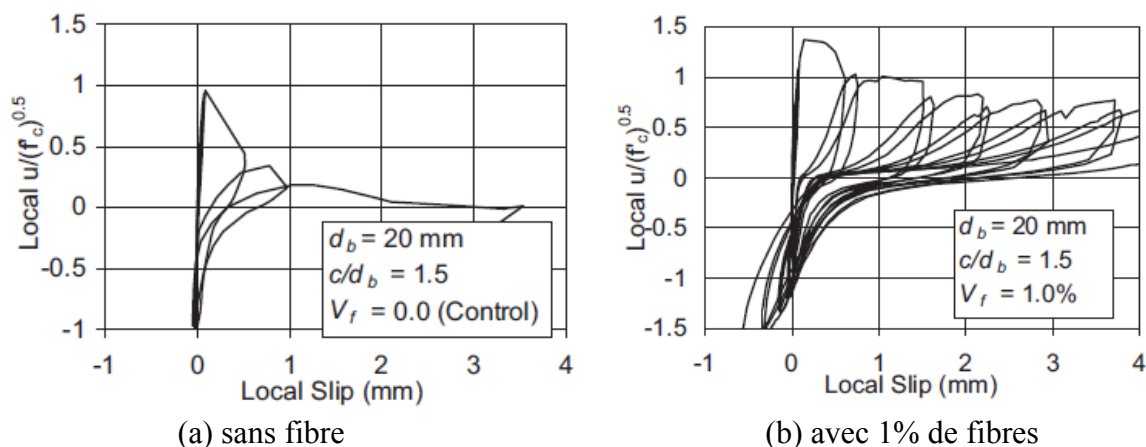 1.5
1
0.5
0
-0.5
-1
Local u/(f'c)^0.5
-1 0 1 2 3 4
Local Slip (mm)
d_b = 20 mm
c/d_b = 1.5
V_f = 0.0 (Control)
(a) sans fibre
1.5
1
0.5
0
-0.5
-1
-1.5
Local u/(f'c)^0.5
-1 0 1 2 3 4
Local Slip (mm)
d_b = 20 mm
c/d_b = 1.5
V_f = 1.0%
(b) avec 1% de fibres